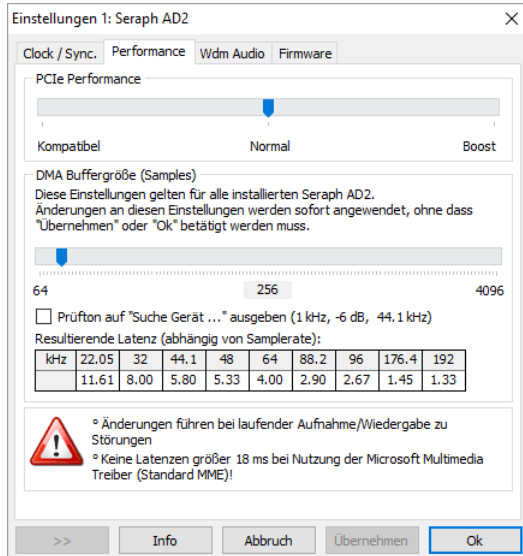 Einstellungen 1: Seraph AD2
Clock / Sync. Performance Wdm Audio Firmware
PCIe Performance
Kompatibel Normal Boost
DMA Buffergröße (Samples)
Diese Einstellungen gelten für alle installierten Seraph AD2.
Änderungen an diesen Einstellungen werden sofort angewendet, ohne dass
"Übernehmen" oder "Ok" betätigt werden muss.
64 256 4096
Prüfton auf "Suche Gerät ..." ausgeben (1 kHz, -6 dB, 44.1 kHz)
Resultierende Latenz (abhängig von Samplerate):
kHz 22.05 32 44.1 48 64 88.2 96 176.4 192
11.61 8.00 5.80 5.33 4.00 2.90 2.67 1.45 1.33
° Änderungen führen bei laufender Aufnahme/Wiedergabe zu
Störungen
° Keine Latenzen größer 18 ms bei Nutzung der Microsoft Multimedia
Treiber (Standard MME)!
>> Info Abbruch Übernehmen Ok